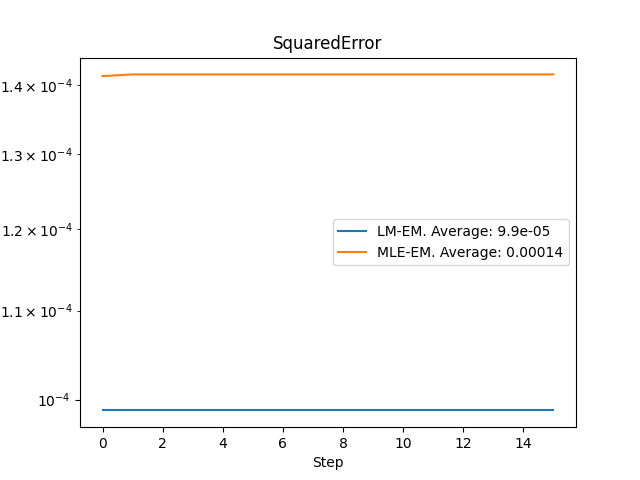 SquaredError
1.4 × 10⁻⁴
1.3 × 10⁻⁴
1.2 × 10⁻⁴
1.1 × 10⁻⁴
10⁻⁴
LM-EM. Average: 9.9e-05
MLE-EM. Average: 0.00014
0 2 4 6 8 10 12 14
Step